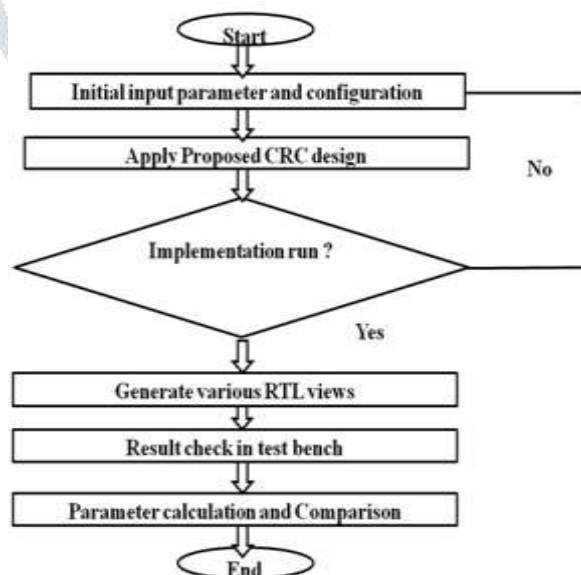 Start
Initial input parameter and configuration
Apply Proposed CRC design
No
Implementation run ?
Yes
Generate various RTL views
Result check in test bench
Parameter calculation and Comparison
End